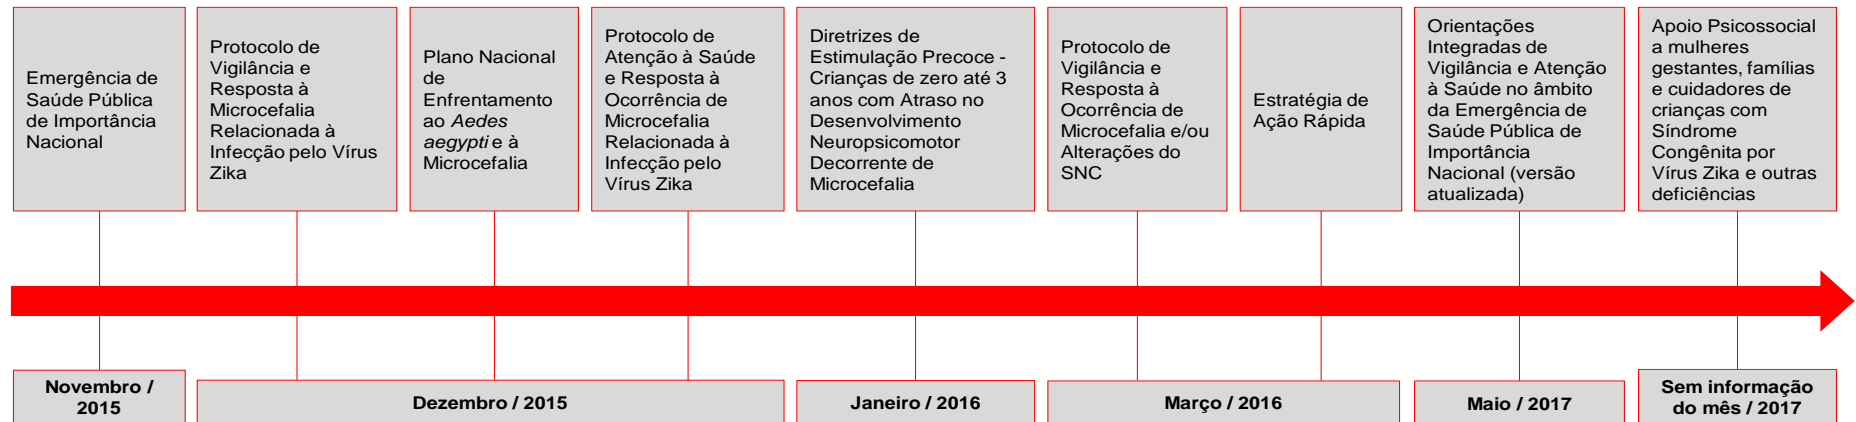 Emergência de
Saúde Pública
de Importância
Nacional
Protocolo de
Vigilância e
Resposta à
Microcefalia
Relacionada à
Infecção pelo Vírus
Zika
Plano Nacional
de
Enfrentamento
ao Aedes
aegypti e à
Microcefalia
Protocolo de
Atenção à Saúde
e Resposta à
Ocorrência de
Microcefalia
Relacionada à
Infecção pelo
Vírus Zika
Diretrizes de
Estimulação Precoce -
Crianças de zero até 3
anos com Atraso no
Desenvolvimento
Neuropsicomotor
Decorrente de
Microcefalia
Protocolo de
Vigilância e
Resposta à
Ocorrência de
Microcefalia e/ou
Alterações do
SNC
Estratégia de
Ação Rápida
Orientações
Integradas de
Vigilância e Atenção
à Saúde no âmbito
da Emergência de
Saúde Pública de
Importância
Nacional (versão
atualizada)
Apoio Psicossocial
a mulheres
gestantes, famílias
e cuidadores de
crianças com
Síndrome
Congênita por
Vírus Zika e outras
deficiências
Novembro /
2015
Dezembro / 2015
Janeiro / 2016
Março / 2016
Maio / 2017
Sem informação
do mês / 2017